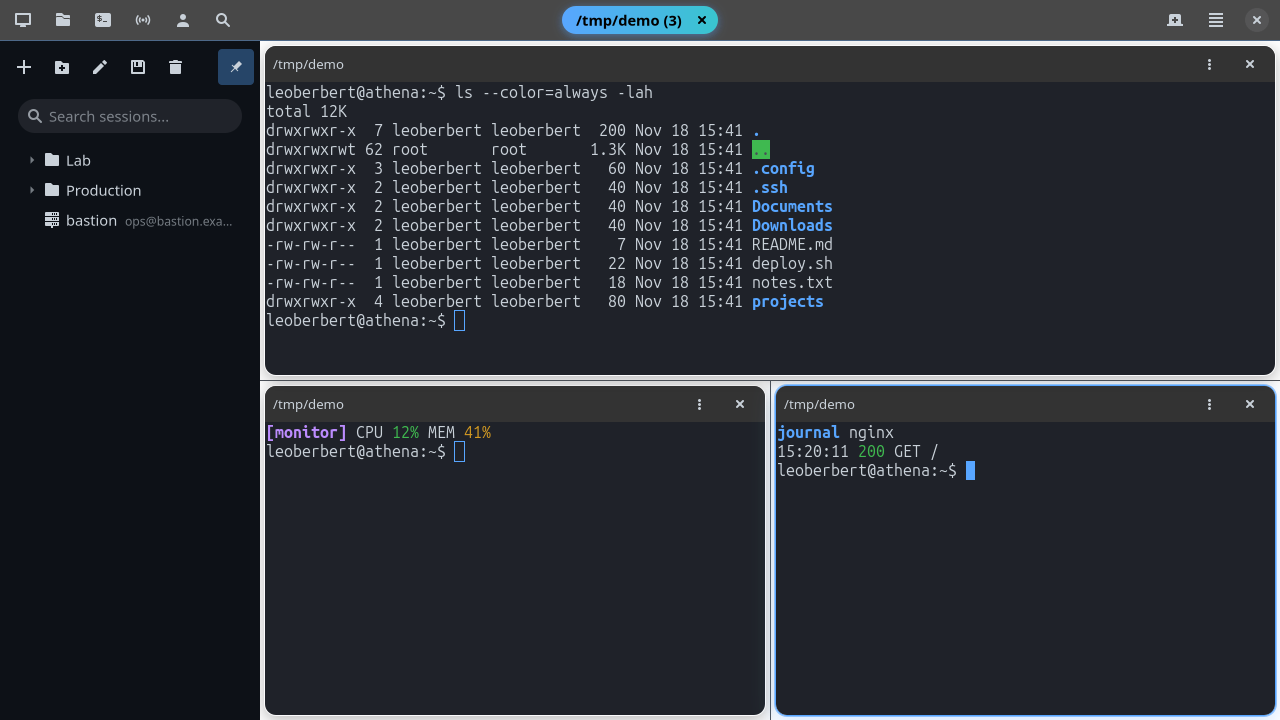 /tmp/demo (3)
Search sessions...
Lab
Production
bastion ops@bastion.exa...
/tmp/demo
leoberbert@athena:~$ ls --color=always -lah
total 12K
drwxrwxr-x  7 leoberbert leoberbert  200 Nov 18 15:41 .
drwxrwxrwt 62 root       root       1.3K Nov 18 15:41 ..
drwxrwxr-x  3 leoberbert leoberbert   60 Nov 18 15:41 .config
drwxrwxr-x  2 leoberbert leoberbert   40 Nov 18 15:41 .ssh
drwxrwxr-x  2 leoberbert leoberbert   40 Nov 18 15:41 Documents
drwxrwxr-x  2 leoberbert leoberbert   40 Nov 18 15:41 Downloads
-rw-rw-r--  1 leoberbert leoberbert    7 Nov 18 15:41 README.md
-rw-rw-r--  1 leoberbert leoberbert   22 Nov 18 15:41 deploy.sh
-rw-rw-r--  1 leoberbert leoberbert   18 Nov 18 15:41 notes.txt
drwxrwxr-x  4 leoberbert leoberbert   80 Nov 18 15:41 projects
leoberbert@athena:~$
/tmp/demo
[monitor] CPU 12% MEM 41%
leoberbert@athena:~$
/tmp/demo
journal nginx
15:20:11 200 GET /
leoberbert@athena:~$